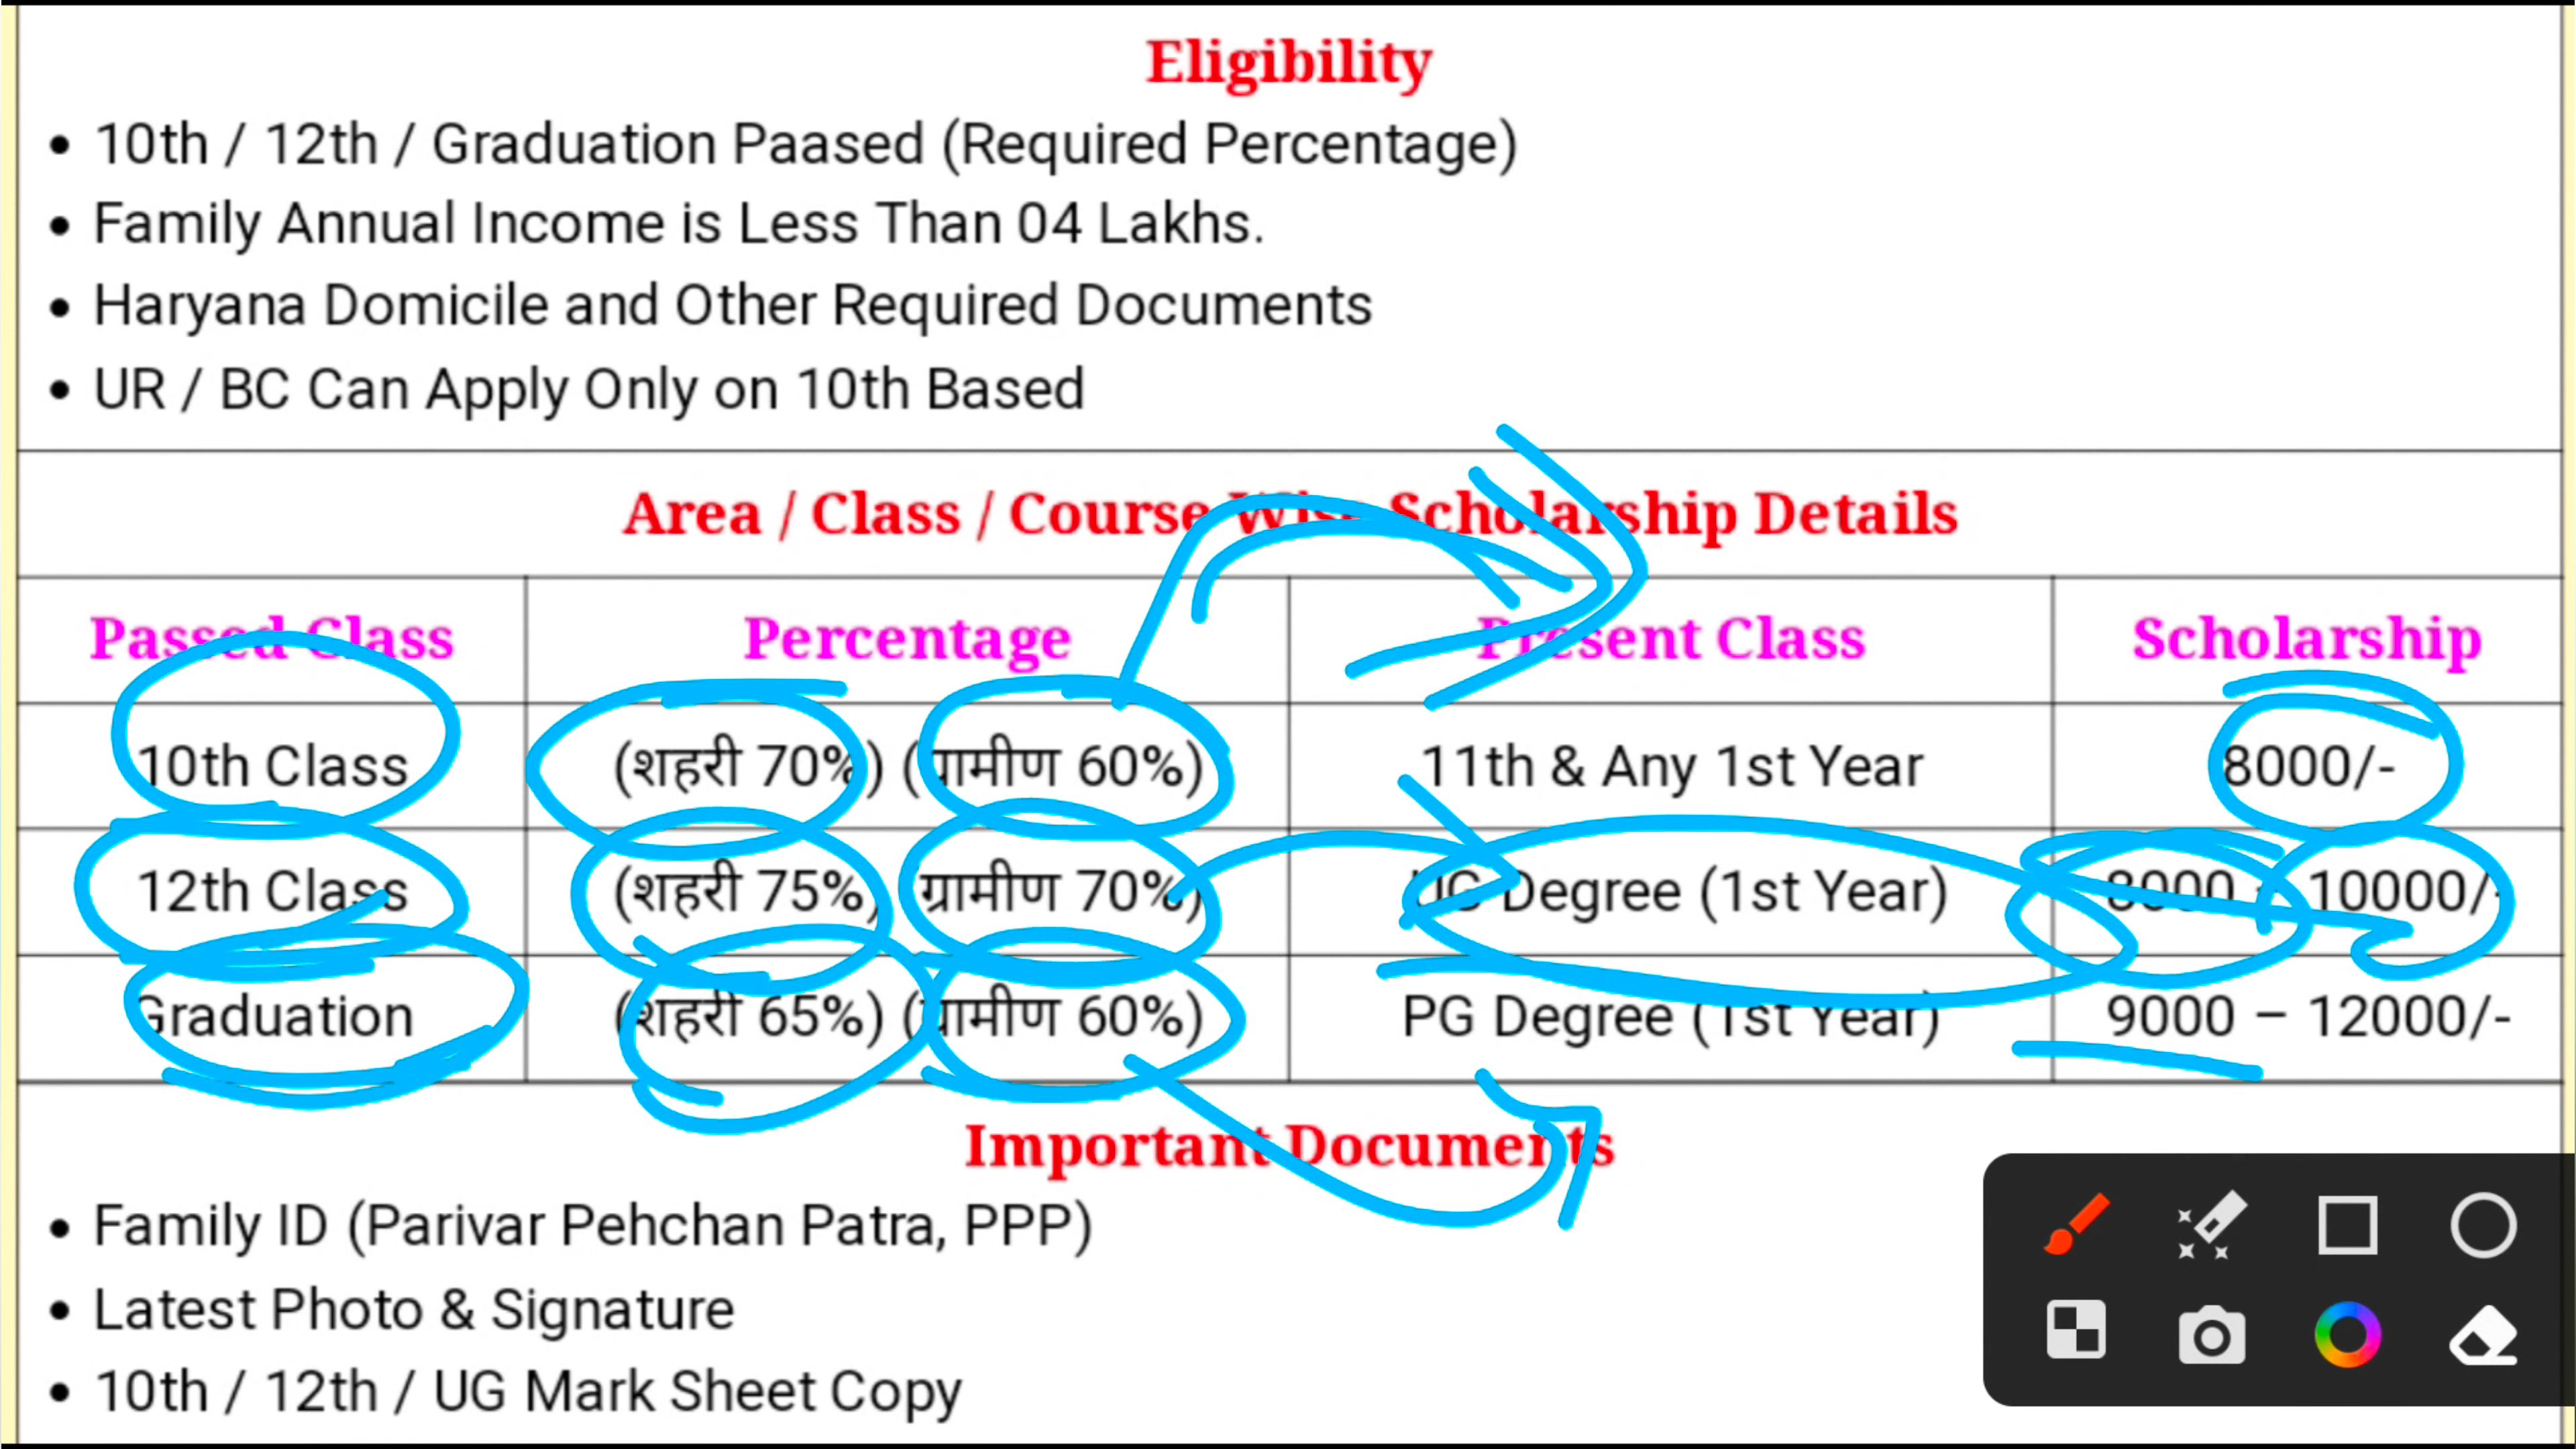 Eligibility
• 10th / 12th / Graduation Paased (Required Percentage)
• Family Annual Income is Less Than 04 Lakhs.
• Haryana Domicile and Other Required Documents
• UR / BC Can Apply Only on 10th Based
Area / Class / Course Wise Scholarship Details
Passed Class Percentage Present Class Scholarship
10th Class (शहरी 70%) (ग्रामीण 60%) 11th & Any 1st Year 8000/-
12th Class (शहरी 75%) (ग्रामीण 70%) UG Degree (1st Year) 8000 - 10000/-
Graduation (शहरी 65%) (ग्रामीण 60%) PG Degree (1st Year) 9000 – 12000/-
Important Documents
• Family ID (Parivar Pehchan Patra, PPP)
• Latest Photo & Signature
• 10th / 12th / UG Mark Sheet Copy